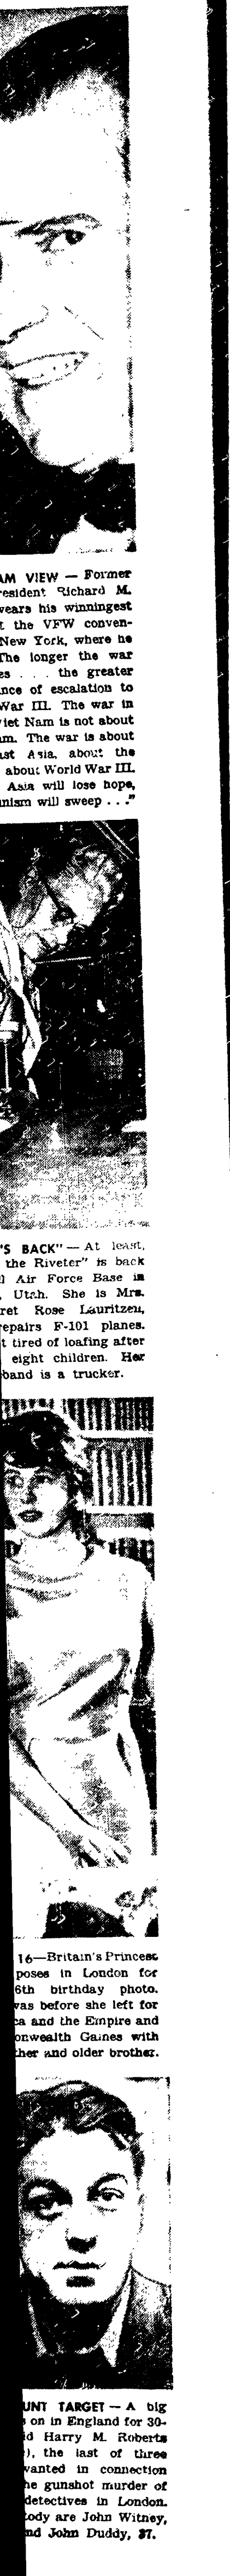 AM VIEW — Former
resident Richard M.
wears his winningest
t the VFW conven-
New York, where he
The longer the war
es . . . the greater
nce of escalation to
War III. The war in
iet Nam is not about
am. The war is about
ast Asia, about the
about World War III.
Asia will lose hope,
nism will sweep . . ."
'S BACK" — At least,
the Riveter" is back
l Air Force Base in
, Utah. She is Mrs.
ret Rose Lauritzen,
repairs F-101 planes.
t tired of loafing after
eight children. Her
band is a trucker.
16—Britain's Princess
poses in London for
6th birthday photo.
was before she left for
ca and the Empire and
onwealth Games with
ther and older brother.
UNT TARGET — A big
on in England for 30-
d Harry M. Roberts
), the last of three
wanted in connection
he gunshot murder of
detectives in London.
ody are John Witney,
nd John Duddy, 37.